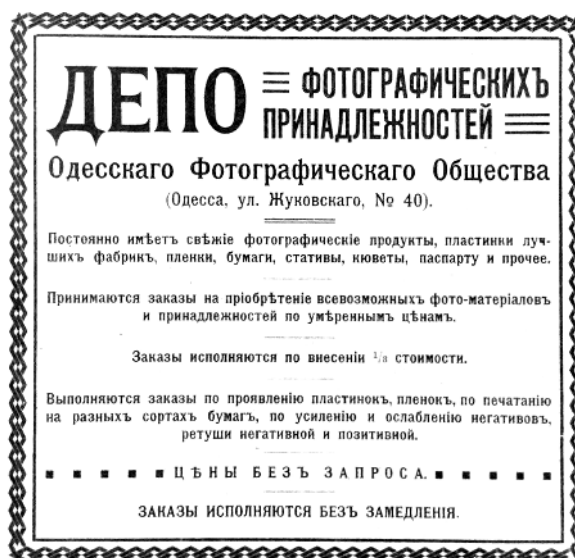 ДЕПО ФОТОГРАФИЧЕСКИХЪ
ПРИНАДЛЕЖНОСТЕЙ
Одесскаго Фотографическаго Общества
(Одесса, ул. Жуковскаго, № 40).
Постоянно имѣетъ свѣжіе фотографическіе продукты, пластинки луч-
шихъ фабрикъ, пленки, бумаги, стативы, кюветы, паспарту и прочее.
Принимаются заказы на пріобрѣтеніе всевозможныхъ фото-матеріаловъ
и принадлежностей по умѣреннымъ цѣнамъ.
Заказы исполняются по внесеніи стоимости.
Выполняются заказы по проявленію пластинокъ, пленокъ, по печатанію
на разныхъ сортахъ бумагъ, по усиленію и ослабленію негативовъ,
ретуши негативной и позитивной.
ЦѢНЫ БЕЗЪ ЗАПРОСА.
ЗАКАЗЫ ИСПОЛНЯЮТСЯ БЕЗЪ ЗАМЕДЛЕНІЯ.